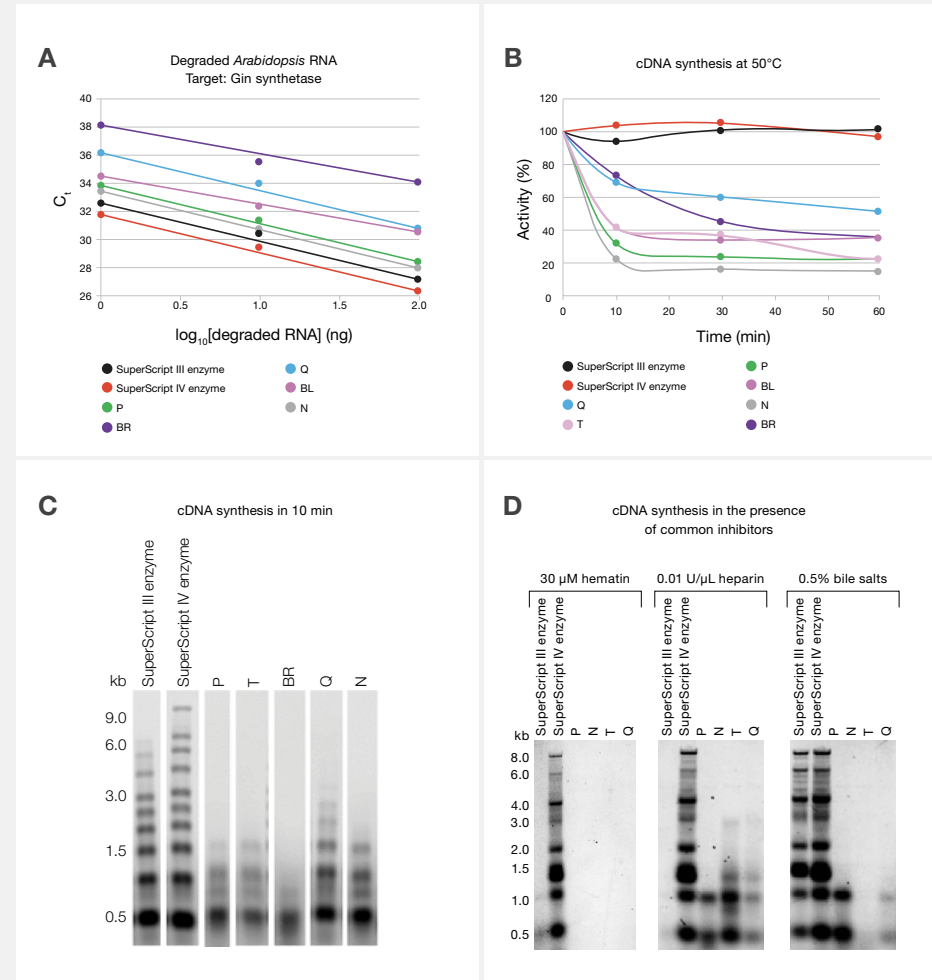 A
Degraded Arabidopsis RNA
Target: Gin synthetase
40
38
36
34
32
30
28
26
Ct
0
0.5
1.0
1.5
2.0
log10[degraded RNA] (ng)
SuperScript III enzyme
SuperScript IV enzyme
P
BR
Q
BL
N
B
cDNA synthesis at 50°C
120
100
80
60
40
20
0
Activity (%)
0
10
20
30
40
50
60
Time (min)
SuperScript III enzyme
SuperScript IV enzyme
Q
T
P
BL
N
BR
C
cDNA synthesis in 10 min
kb
SuperScript III enzyme
SuperScript IV enzyme
P
T
BR
Q
N
9.0
6.0
3.0
1.5
0.5
D
cDNA synthesis in the presence
of common inhibitors
30 µM hematin
0.01 U/µL heparin
0.5% bile salts
SuperScript III enzyme
SuperScript IV enzyme
P
N
T
Q
SuperScript III enzyme
SuperScript IV enzyme
P
N
T
Q
SuperScript III enzyme
SuperScript IV enzyme
P
N
T
Q
kb
8.0
6.0
4.0
3.0
2.0
1.5
1.0
0.5